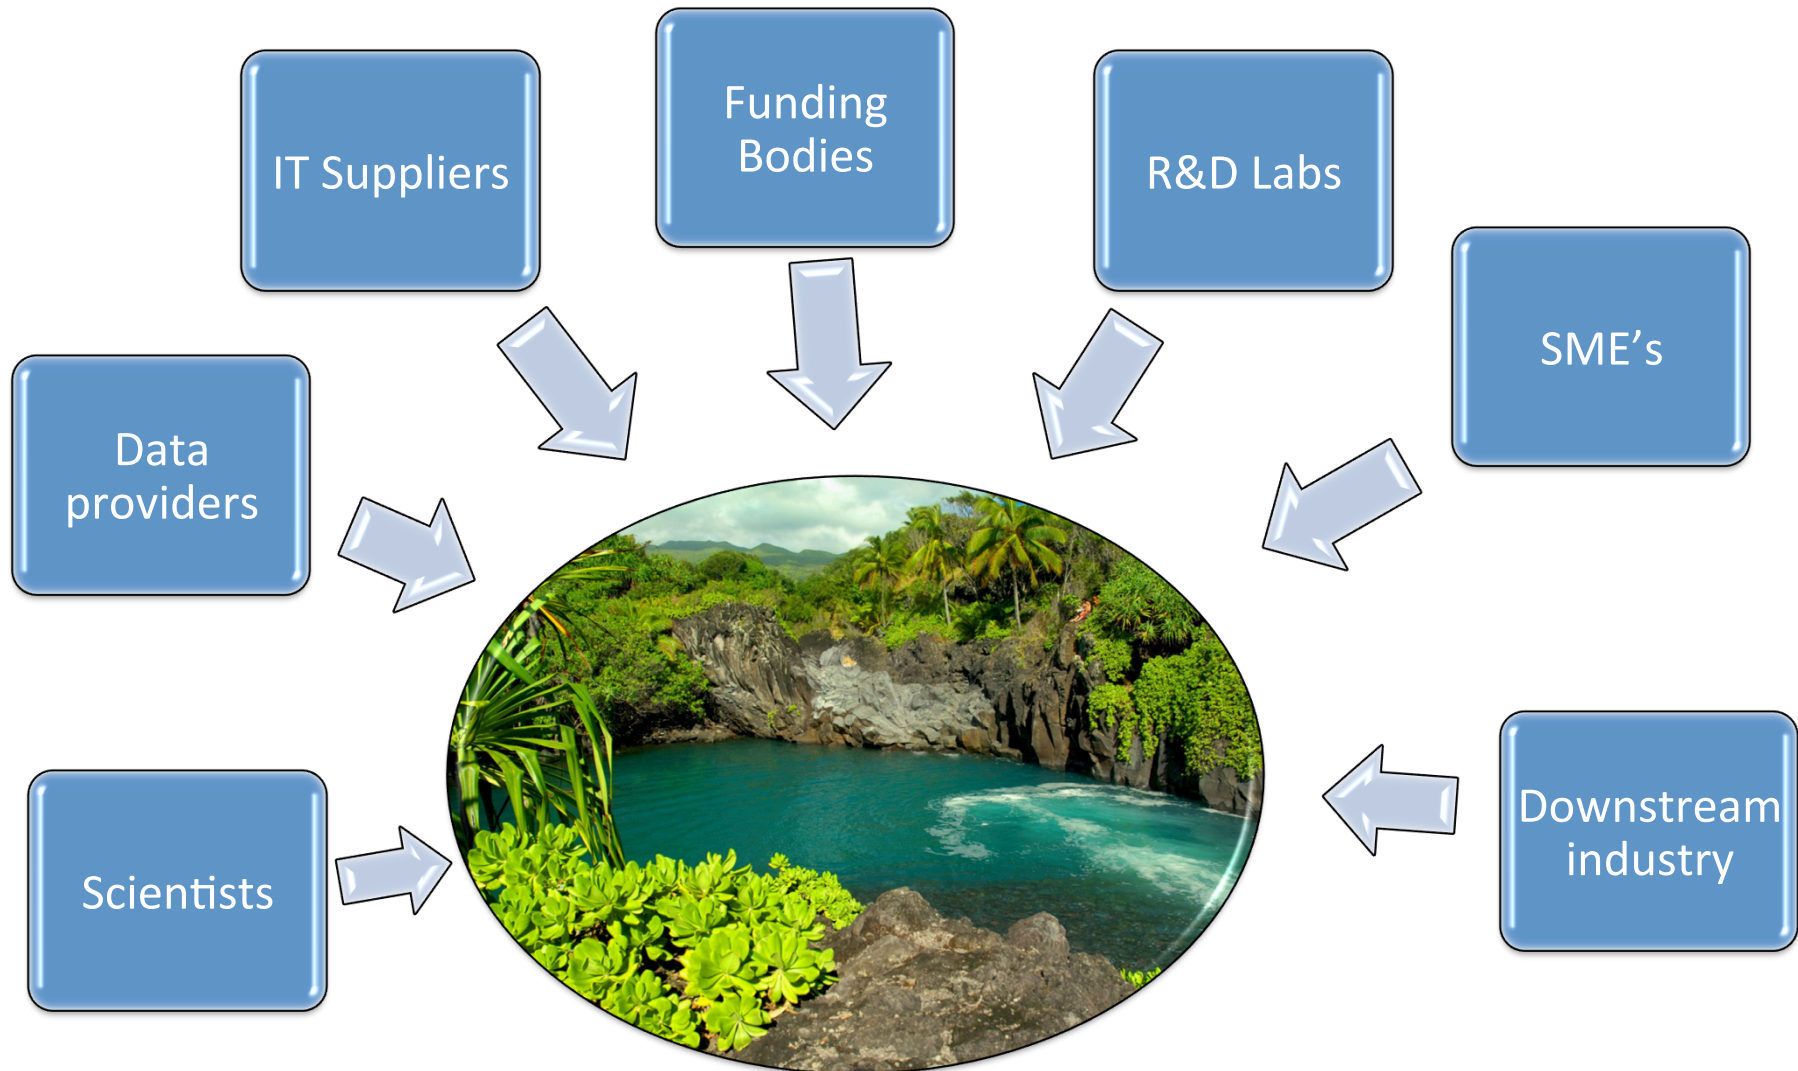 Funding
Bodies
IT Suppliers
R&D Labs
SME’s
Data
providers
Downstream
industry
Scientists